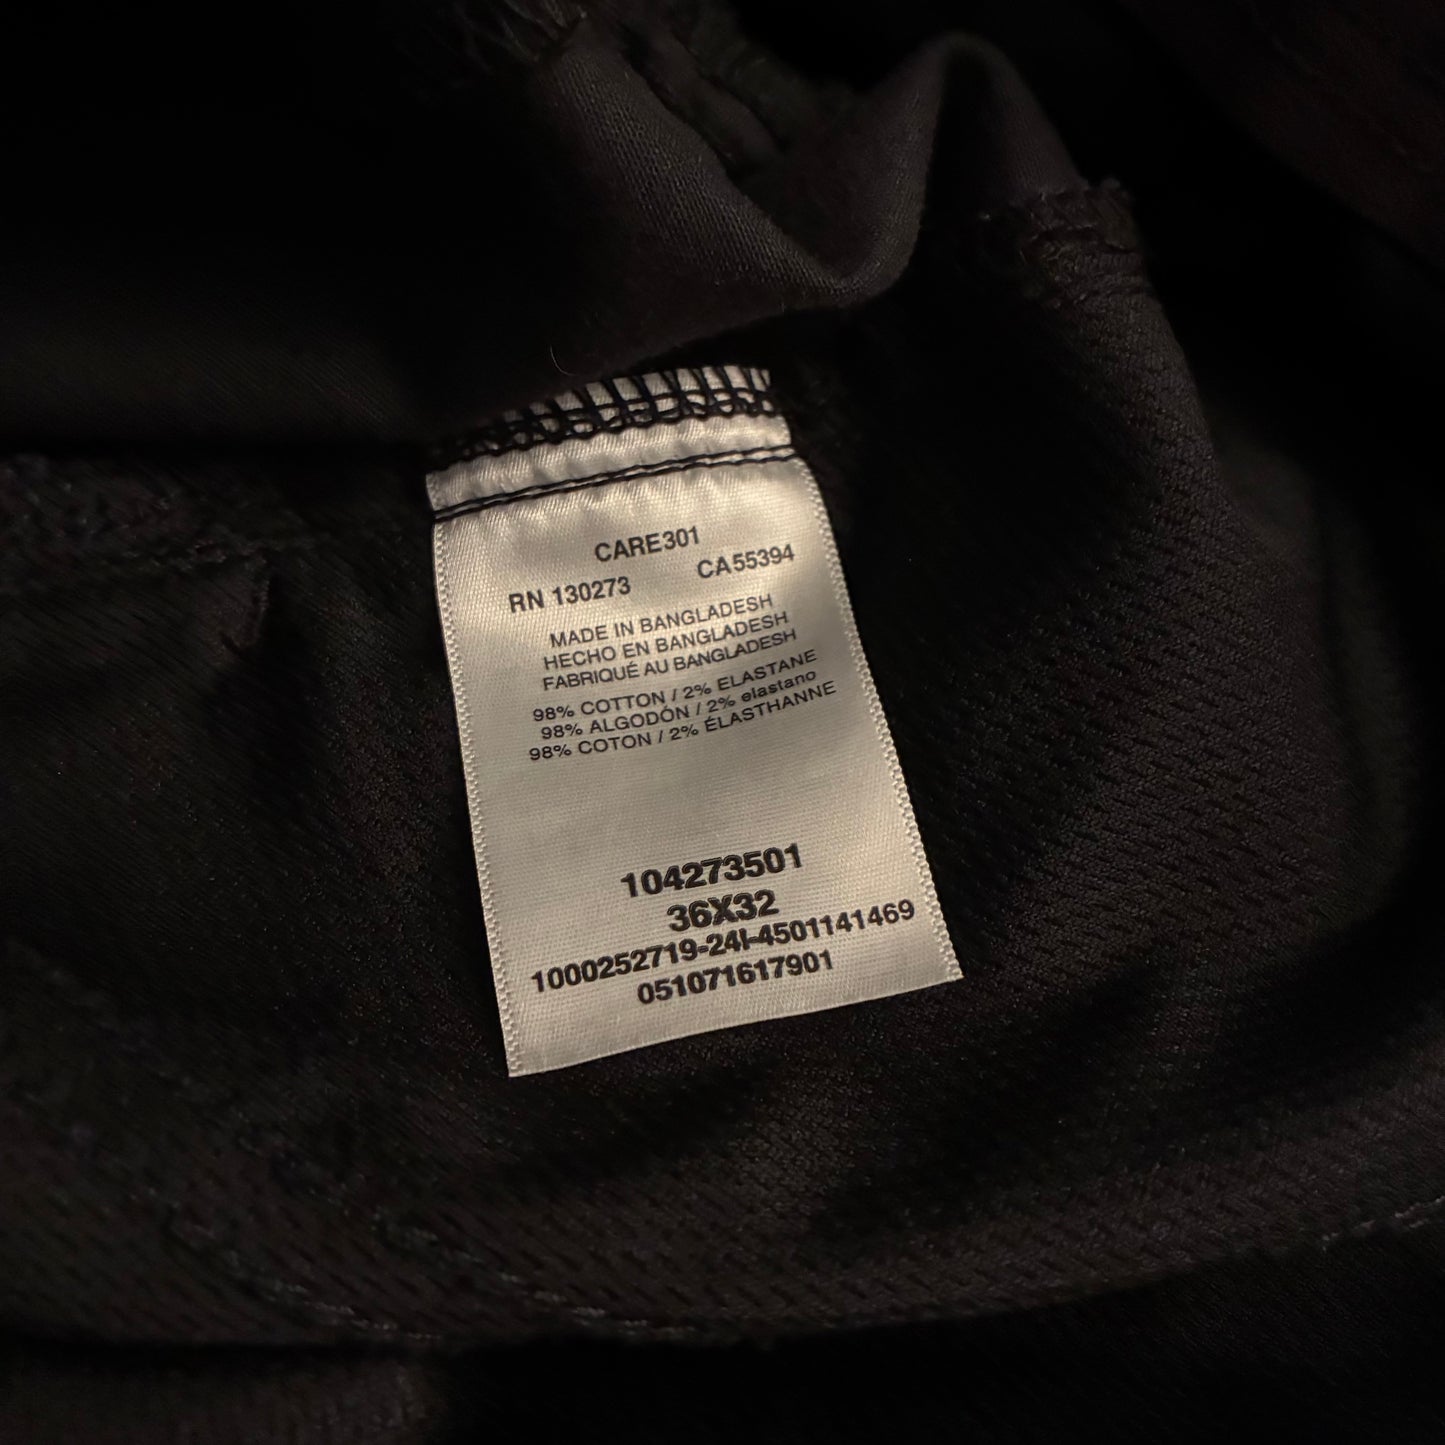 CARE301
RN 130273 CA55394
MADE IN BANGLADESH
HECHO EN BANGLADESH
FABRIQUÉ AU BANGLADESH
98% COTTON / 2% ELASTANE
98% ALGODÓN / 2% elastano
98% COTON / 2% ÉLASTHANNE
104273501
36X32
1000252719-24I-4501141469
051071617901